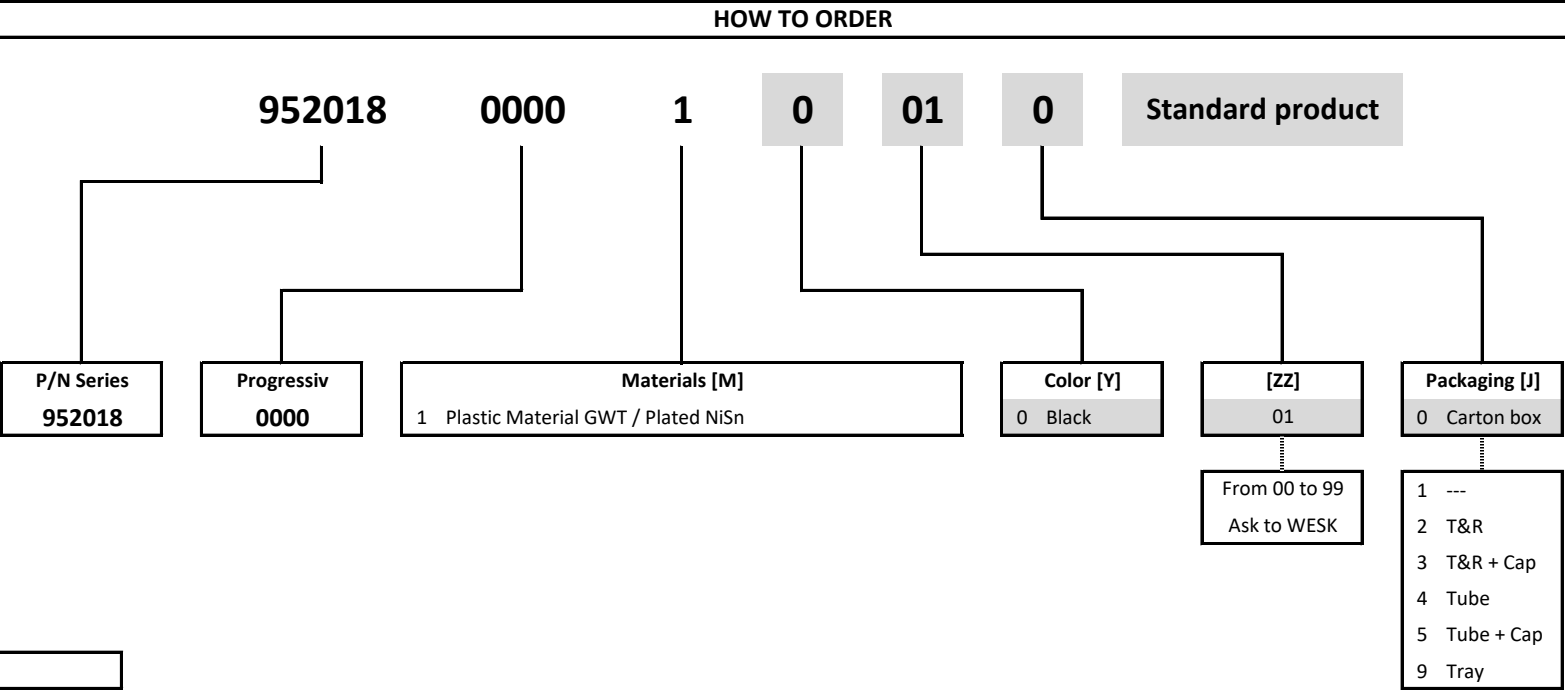 HOW TO ORDER
952018 0000 1 0 01 0 Standard product
P/N Series Progressiv Materials [M] Color [Y] [ZZ] Packaging [J]
952018 0000 1 Plastic Material GWT / Plated NiSn 0 Black 01 0 Carton box
From 00 to 99 1 ---
Ask to WESK 2 T&R
3 T&R + Cap
4 Tube
5 Tube + Cap
9 Tray